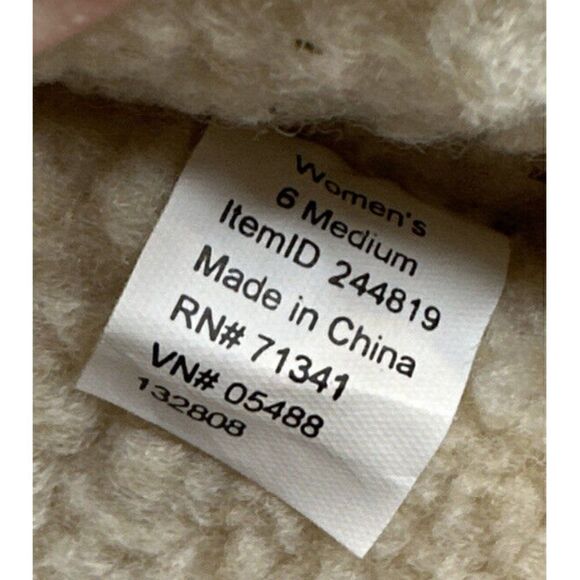 Women's
6 Medium
ItemID 244819
Made in China
RN# 71341
VN# 05488
132808